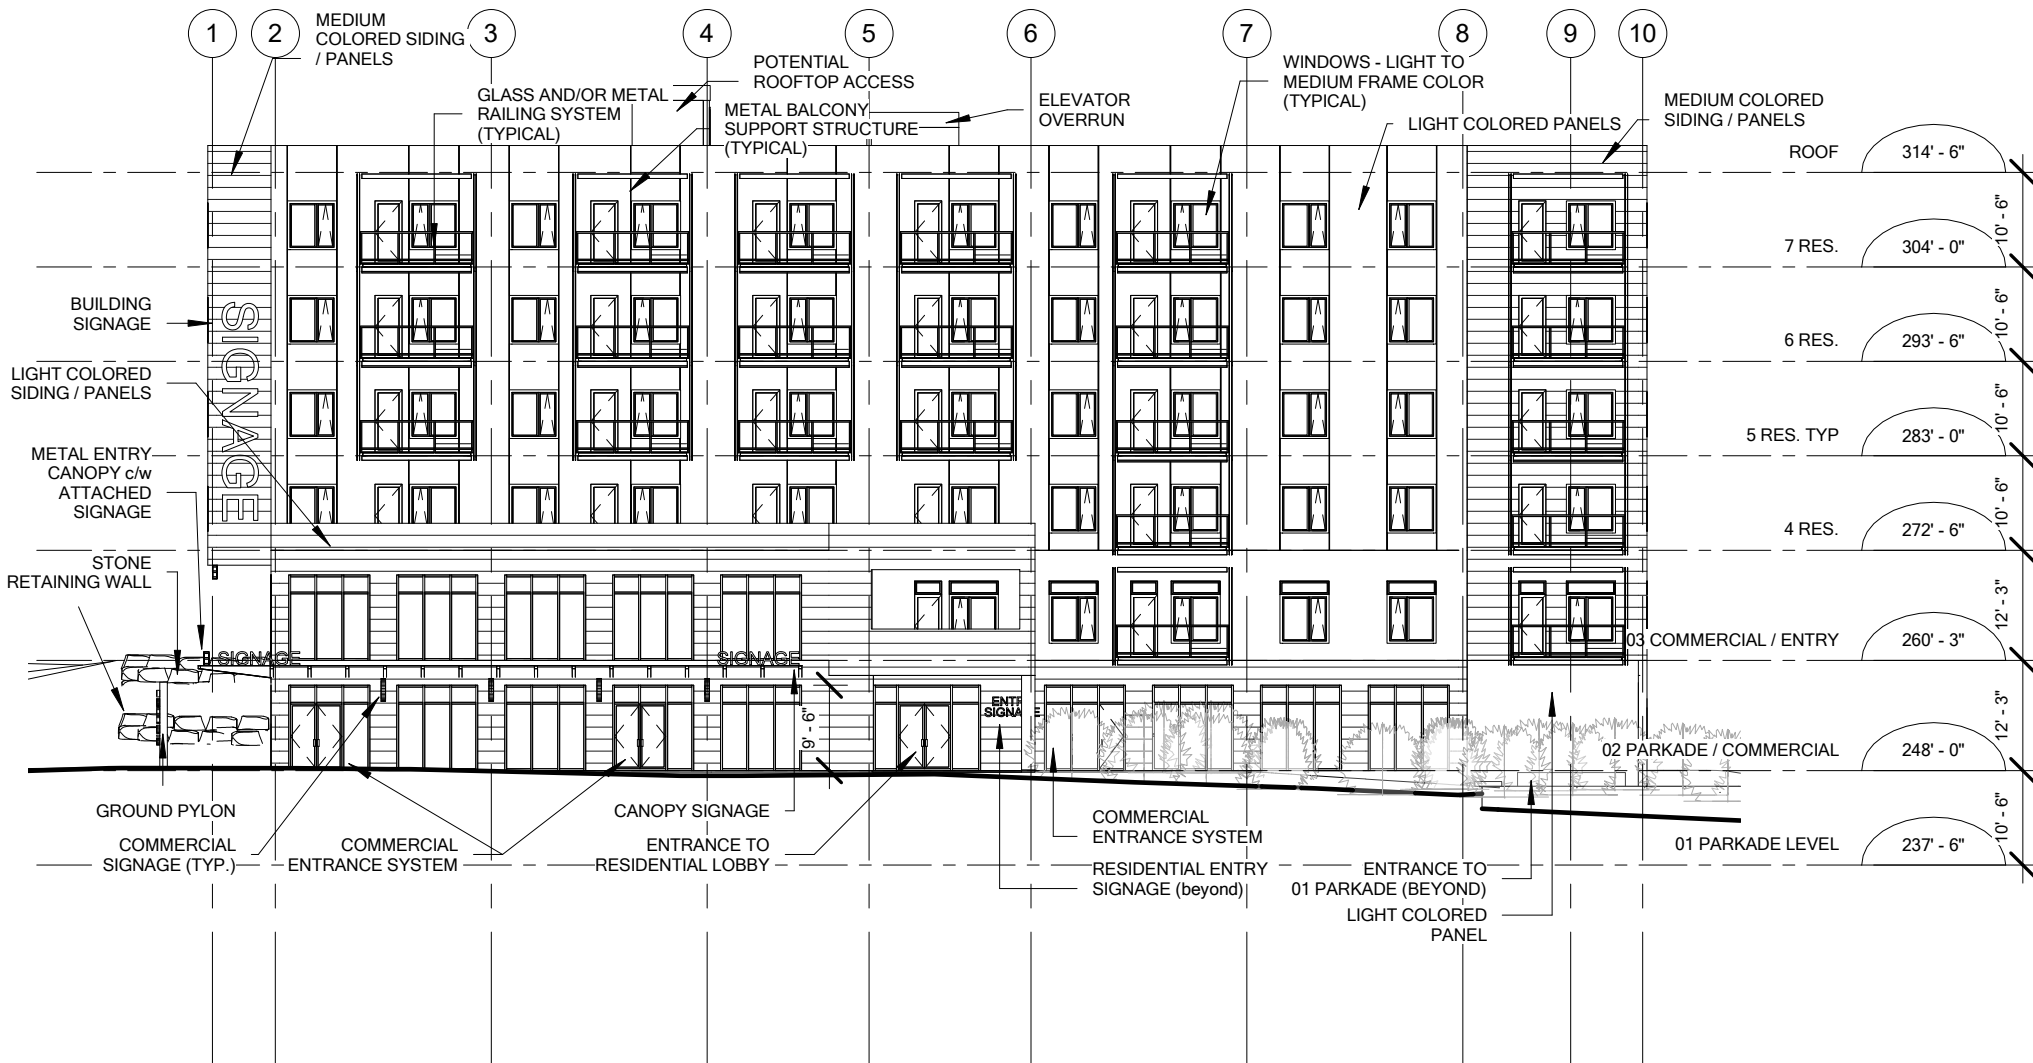 1
2
3
4
5
6
7
8
9
10
MEDIUM
COLORED SIDING
/ PANELS
GLASS AND/OR METAL
RAILING SYSTEM
(TYPICAL)
POTENTIAL
ROOFTOP ACCESS
METAL BALCONY
SUPPORT STRUCTURE
(TYPICAL)
ELEVATOR
OVERRUN
WINDOWS - LIGHT TO
MEDIUM FRAME COLOR
(TYPICAL)
LIGHT COLORED PANELS
MEDIUM COLORED
SIDING / PANELS
ROOF
314' - 6"
10' - 6"
7 RES.
304' - 0"
10' - 6"
6 RES.
293' - 6"
10' - 6"
5 RES. TYP
283' - 0"
10' - 6"
4 RES.
272' - 6"
12' - 3"
03 COMMERCIAL / ENTRY
260' - 3"
12' - 3"
02 PARKADE / COMMERCIAL
248' - 0"
10' - 6"
01 PARKADE LEVEL
237' - 6"
BUILDING
SIGNAGE
SIGNAGE
LIGHT COLORED
SIDING / PANELS
METAL ENTRY
CANOPY c/w
ATTACHED
SIGNAGE
STONE
RETAINING WALL
SIGNAGE
SIGNAGE
9' - 6"
ENTR
SIGNA
GROUND PYLON
COMMERCIAL
SIGNAGE (TYP.)
COMMERCIAL
ENTRANCE SYSTEM
CANOPY SIGNAGE
ENTRANCE TO
RESIDENTIAL LOBBY
COMMERCIAL
ENTRANCE SYSTEM
RESIDENTIAL ENTRY
SIGNAGE (beyond)
ENTRANCE TO
01 PARKADE (BEYOND)
LIGHT COLORED
PANEL